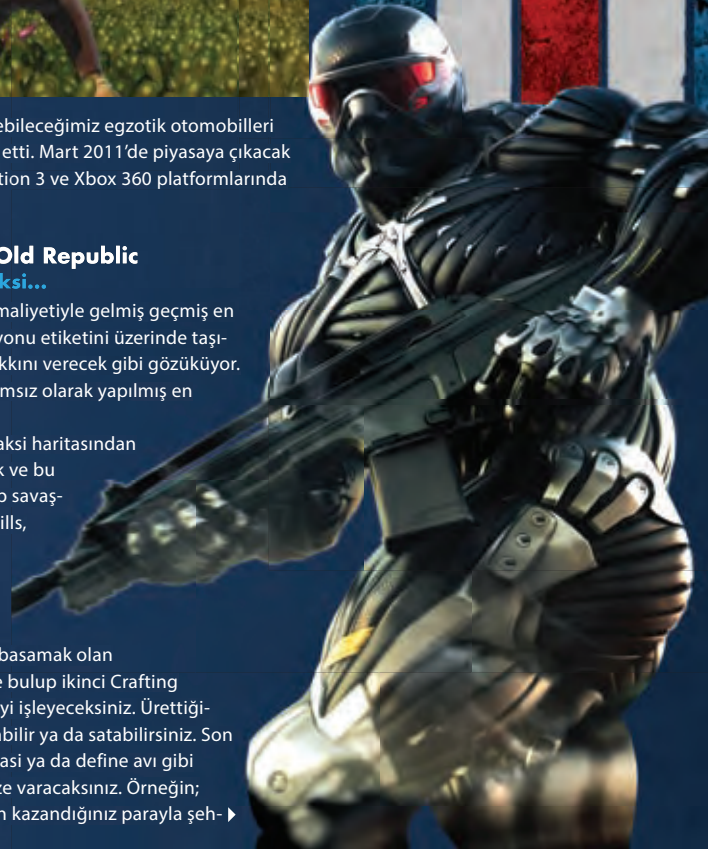 ebileceğimiz egzotik otomobilleri
etti. Mart 2011'de piyasaya çıkacak
tion 3 ve Xbox 360 platformlarında
Old Republic
ksi...
maliyetiyle gelmiş geçmiş en
yonu etiketini üzerinde taşı-
akkını verecek gibi gözüküyor.
msız olarak yapılmış en
aksi haritasından
k ve bu
p savaş-
ills,
basamak olan
e bulup ikinci Crafting
yi işleyeceksiniz. Ürettiği-
abilir ya da satabilirsiniz. Son
asi ya da define avı gibi
ze varacaksınız. Örneğin;
n kazandığınız parayla şeh-